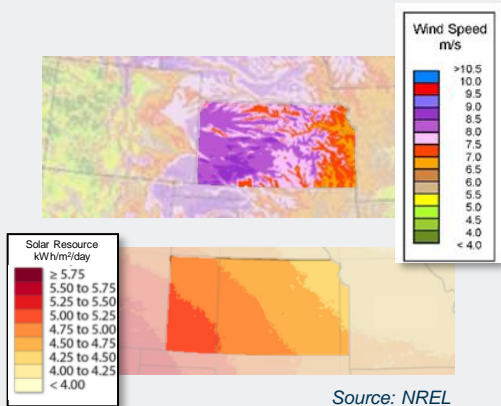 Wind Speed
m/s
>10.5
10.0
9.5
9.0
8.5
8.0
7.5
7.0
6.5
6.0
5.5
5.0
4.5
4.0
< 4.0
Solar Resource
kWh/m²/day
≥ 5.75
5.50 to 5.75
5.25 to 5.50
5.00 to 5.25
4.75 to 5.00
4.50 to 4.75
4.25 to 4.50
4.00 to 4.25
< 4.00
Source: NREL